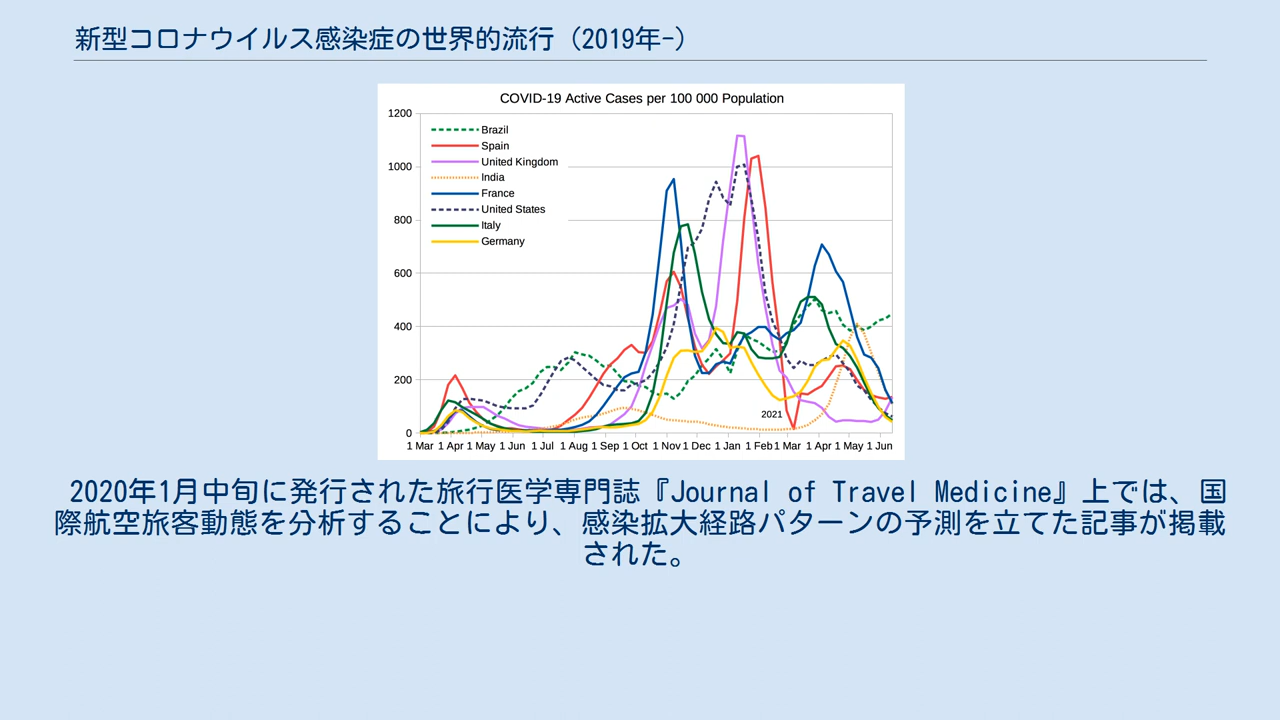 新型コロナウイルス感染症の世界的流行（2019年-）
COVID-19 Active Cases per 100 000 Population
1200
1000
800
600
400
200
0
Brazil
Spain
United Kingdom
India
France
United States
Italy
Germany
2021
1 Mar 1 Apr 1 May 1 Jun 1 Jul 1 Aug 1 Sep 1 Oct 1 Nov 1 Dec 1 Jan 1 Feb 1 Mar 1 Apr 1 May 1 Jun
2020年1月中旬に発行された旅行医学専門誌『Journal of Travel Medicine』上では、国
際航空旅客動態を分析することにより、感染拡大経路パターンの予測を立てた記事が掲載
された。